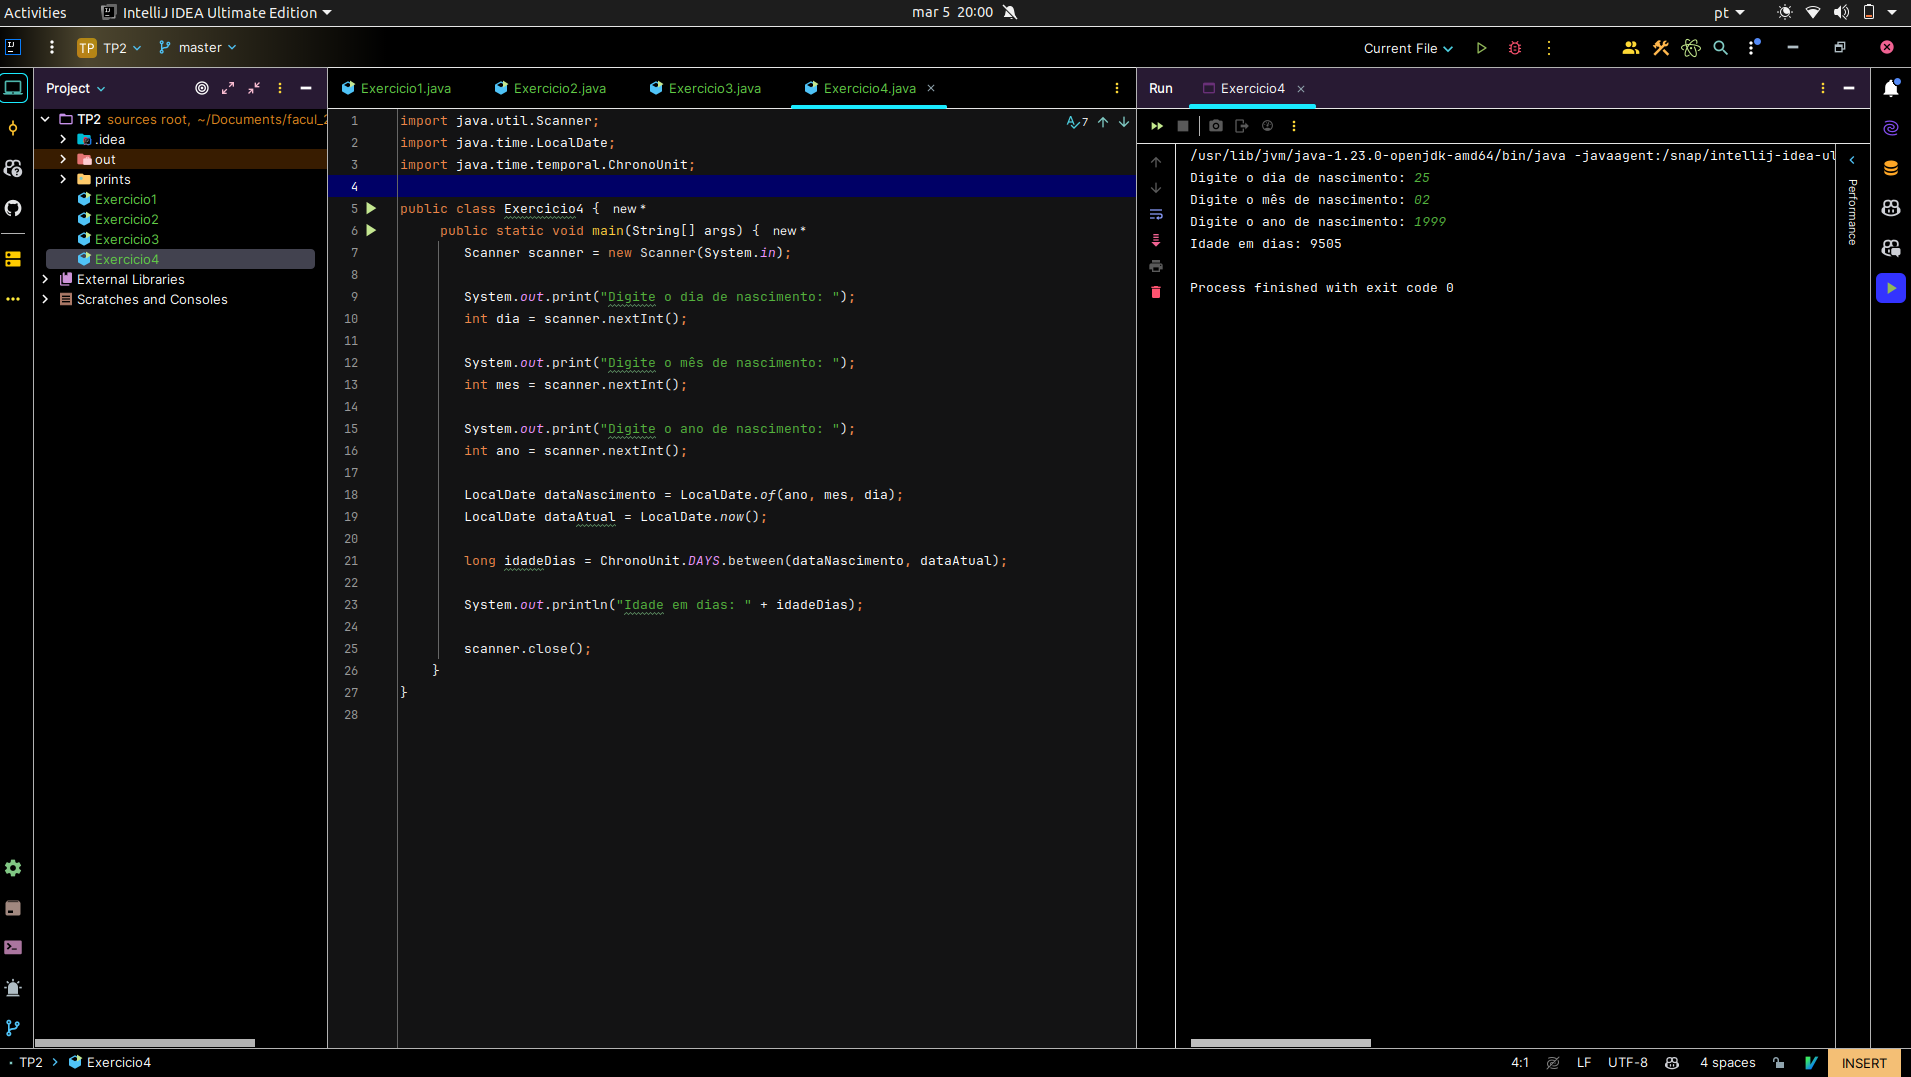 Activities IntelliJ IDEA Ultimate Edition mar 5 20:00 pt
TP TP2 master Current File
Project Exercicio1.java Exercicio2.java Exercicio3.java Exercicio4.java Run Exercicio4
TP2 sources root, ~/Documents/facul_2
.idea
out
prints
Exercicio1
Exercicio2
Exercicio3
Exercicio4
External Libraries
Scratches and Consoles
7
1 import java.util.Scanner;
2 import java.time.LocalDate;
3 import java.time.temporal.ChronoUnit;
4
5 public class Exercicio4 { new *
6 public static void main(String[] args) { new *
7 Scanner scanner = new Scanner(System.in);
8
9 System.out.print("Digite o dia de nascimento: ");
10 int dia = scanner.nextInt();
11
12 System.out.print("Digite o mês de nascimento: ");
13 int mes = scanner.nextInt();
14
15 System.out.print("Digite o ano de nascimento: ");
16 int ano = scanner.nextInt();
17
18 LocalDate dataNascimento = LocalDate.of(ano, mes, dia);
19 LocalDate dataAtual = LocalDate.now();
20
21 long idadeDias = ChronoUnit.DAYS.between(dataNascimento, dataAtual);
22
23 System.out.println("Idade em dias: " + idadeDias);
24
25 scanner.close();
26 }
27 }
28
/usr/lib/jvm/java-1.23.0-openjdk-amd64/bin/java -javaagent:/snap/intellij-idea-ul
Digite o dia de nascimento: 25
Digite o mês de nascimento: 02
Digite o ano de nascimento: 1999
Idade em dias: 9505
Process finished with exit code 0
Performance
TP2 Exercicio4 4:1 LF UTF-8 4 spaces INSERT